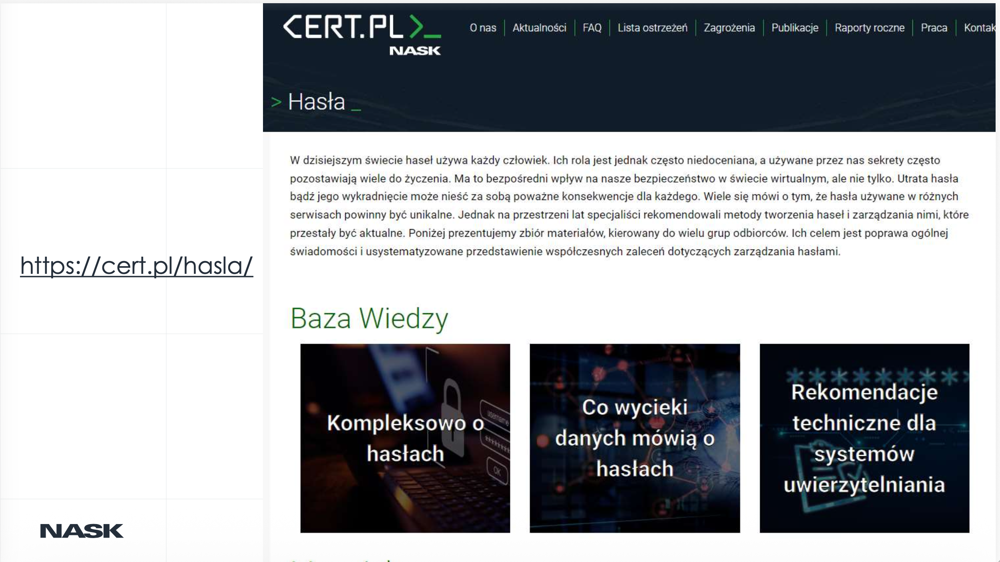 https://cert.pl/hasla/
NASK
CERT.PL>_
NASK
O nas | Aktualności | FAQ | Lista ostrzeżeń | Zagrożenia | Publikacje | Raporty roczne | Praca | Kontak
> Hasła _
W dzisiejszym świecie haseł używa każdy człowiek. Ich rola jest jednak często niedoceniana, a używane przez nas sekrety często
pozostawiają wiele do życzenia. Ma to bezpośredni wpływ na nasze bezpieczeństwo w świecie wirtualnym, ale nie tylko. Utrata hasła
bądź jego wykradnięcie może nieść za sobą poważne konsekwencje dla każdego. Wiele się mówi o tym, że hasła używane w różnych
serwisach powinny być unikalne. Jednak na przestrzeni lat specjaliści rekomendowali metody tworzenia haseł i zarządzania nimi, które
przestały być aktualne. Poniżej prezentujemy zbiór materiałów, kierowany do wielu grup odbiorców. Ich celem jest poprawa ogólnej
świadomości i usystematyzowane przedstawienie współczesnych zaleceń dotyczących zarządzania hasłami.
Baza Wiedzy
Kompleksowo o
hasłach
username
********
OK
Co wycieki
danych mówią o
hasłach
Rekomendacje
techniczne dla
systemów
uwierzytelniania